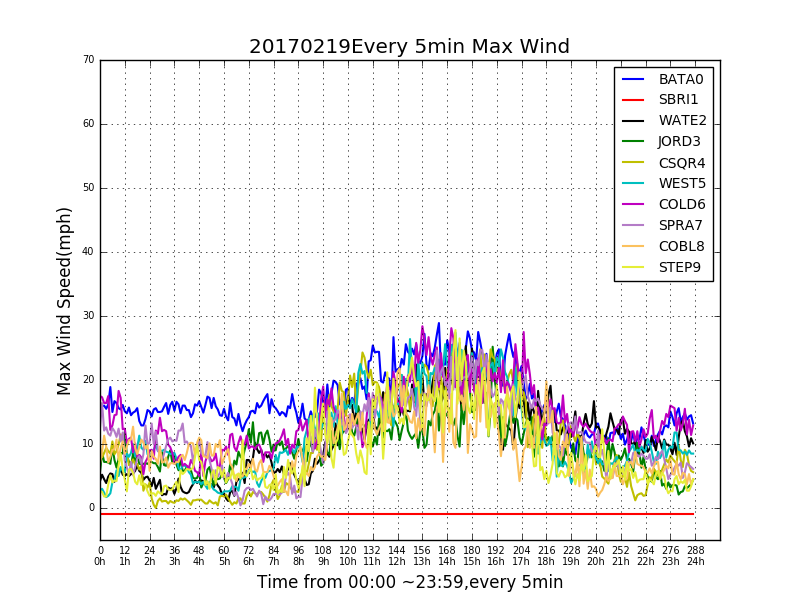 20170219Every 5min Max Wind
70
60
50
40
30
20
10
0
Max Wind Speed(mph)
BATA0
SBRI1
WATE2
JORD3
CSQR4
WEST5
COLD6
SPRA7
COBL8
STEP9
0 12 24 36 48 60 72 84 96 108 120 132 144 156 168 180 192 204 216 228 240 252 264 276 288
0h 1h 2h 3h 4h 5h 6h 7h 8h 9h 10h 11h 12h 13h 14h 15h 16h 17h 18h 19h 20h 21h 22h 23h 24h
Time from 00:00 ~23:59,every 5min